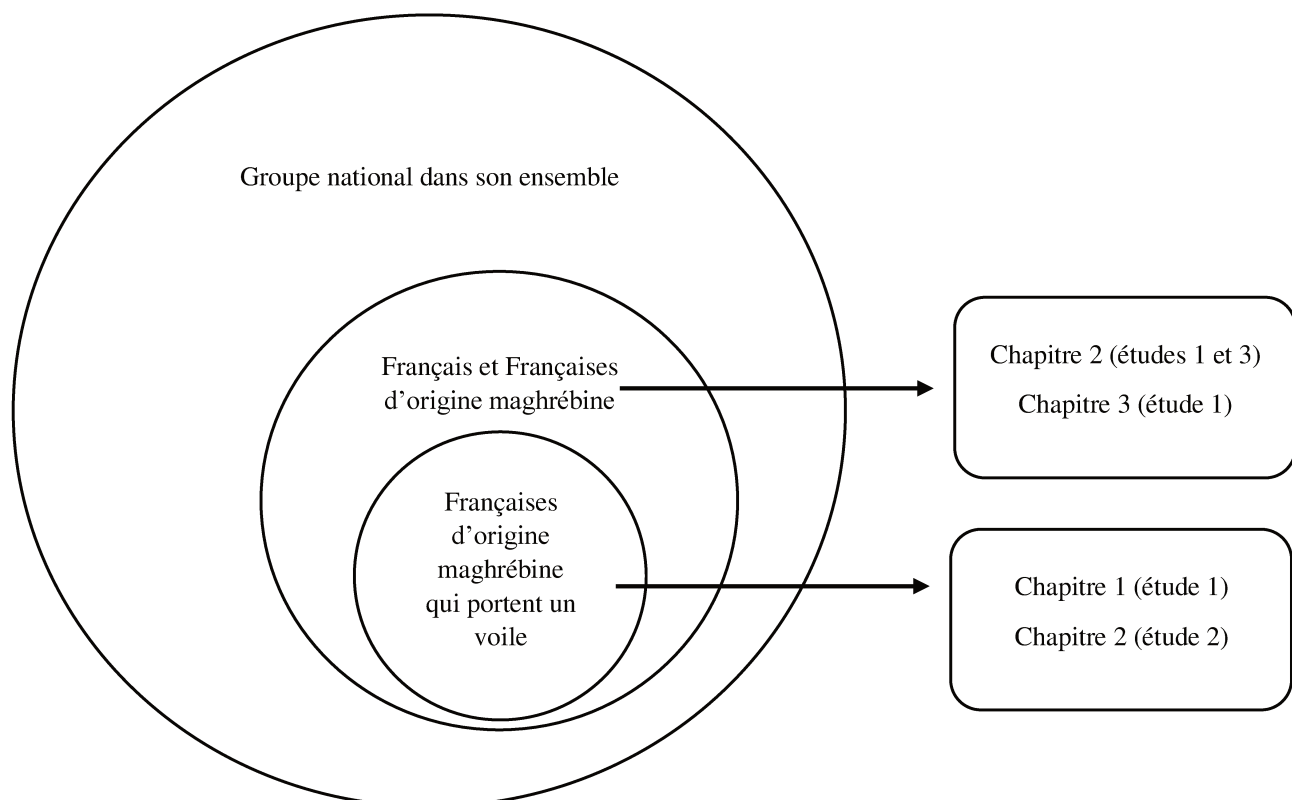 Groupe national dans son ensemble
Français et Françaises
d’origine maghrébine
Françaises
d’origine
maghrébine
qui portent un
voile
Chapitre 2 (études 1 et 3)
Chapitre 3 (étude 1)
Chapitre 1 (étude 1)
Chapitre 2 (étude 2)